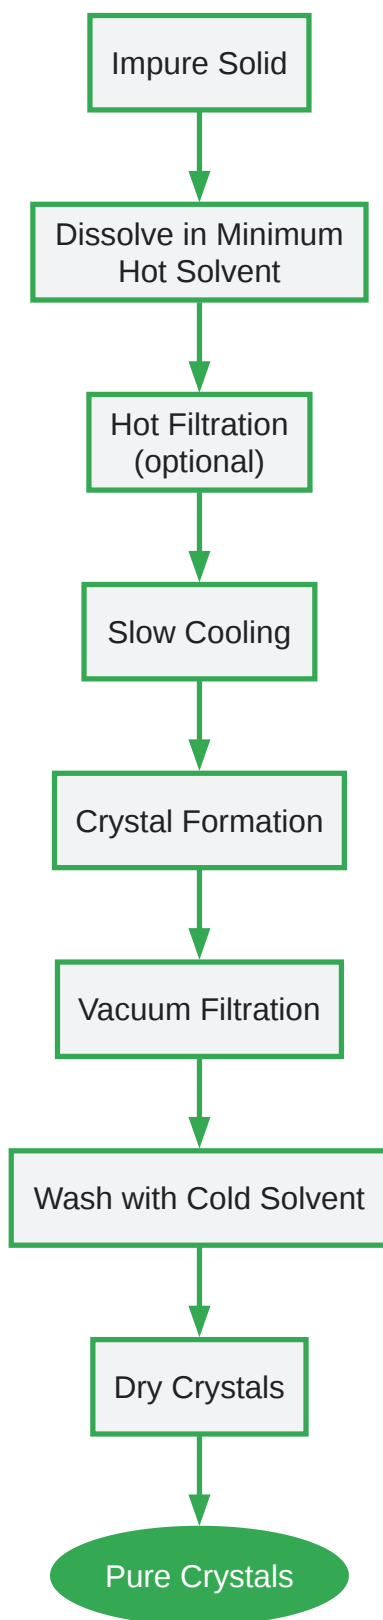 Impure Solid
Dissolve in Minimum
Hot Solvent
Hot Filtration
(optional)
Slow Cooling
Crystal Formation
Vacuum Filtration
Wash with Cold Solvent
Dry Crystals
Pure Crystals